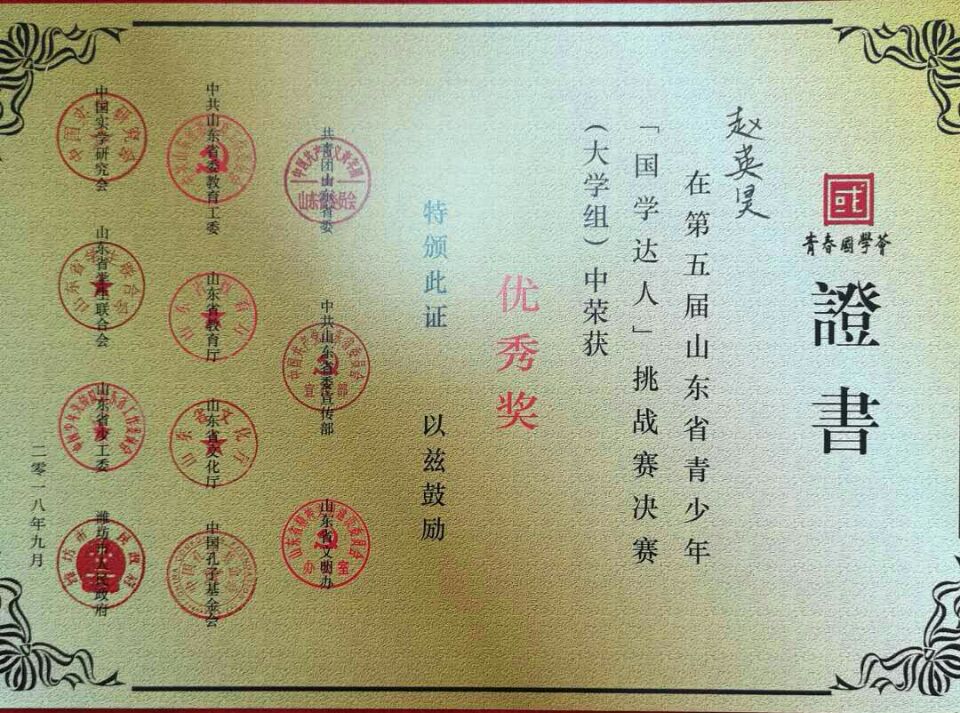 國
青春國學薈
證書
赵英昊
在第五届山东省青少年
「国学达人」挑战赛决赛
(大学组)中荣获
优秀奖
特颁此证 以兹鼓励
共青团山东省委
中共山东省委宣传部
山东省文明办
中共山东省委教育工委
山东省教育厅
山东省文化厅
中国孔子基金会
中国实学研究会
山东省学生联合会
山东省少工委
潍坊市人民政府
二零一八年九月